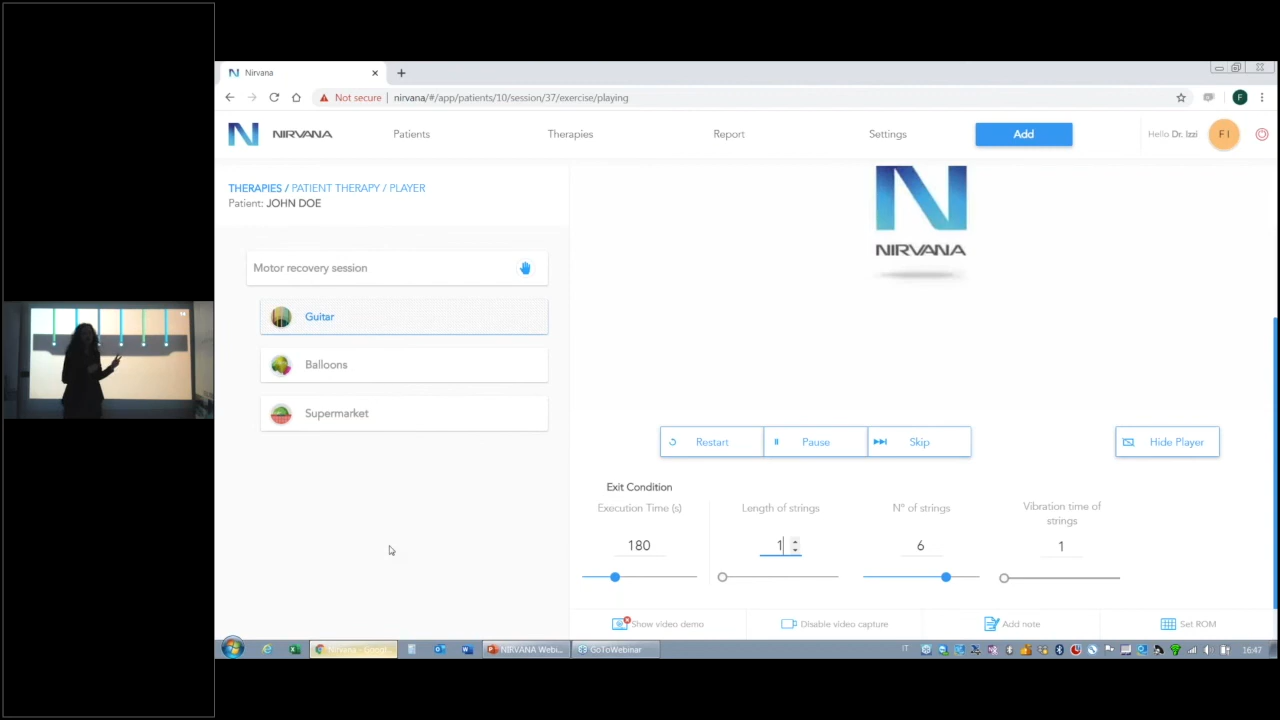 Nirvana
Not secure nirvana/#/app/patients/10/session/37/exercise/playing
F
NIRVANA Patients Therapies Report Settings Add Hello Dr. Izzi F I
THERAPIES / PATIENT THERAPY / PLAYER
Patient: JOHN DOE
Motor recovery session
Guitar
Balloons
Supermarket
NIRVANA
Restart Pause Skip Hide Player
Exit Condition
Execution Time (s) Length of strings N° of strings Vibration time of
strings
180 1 6 1
Show video demo Disable video capture Add note Set ROM
Nirvana - Googl... NIRVANA Webi... GoToWebinar IT 16:47